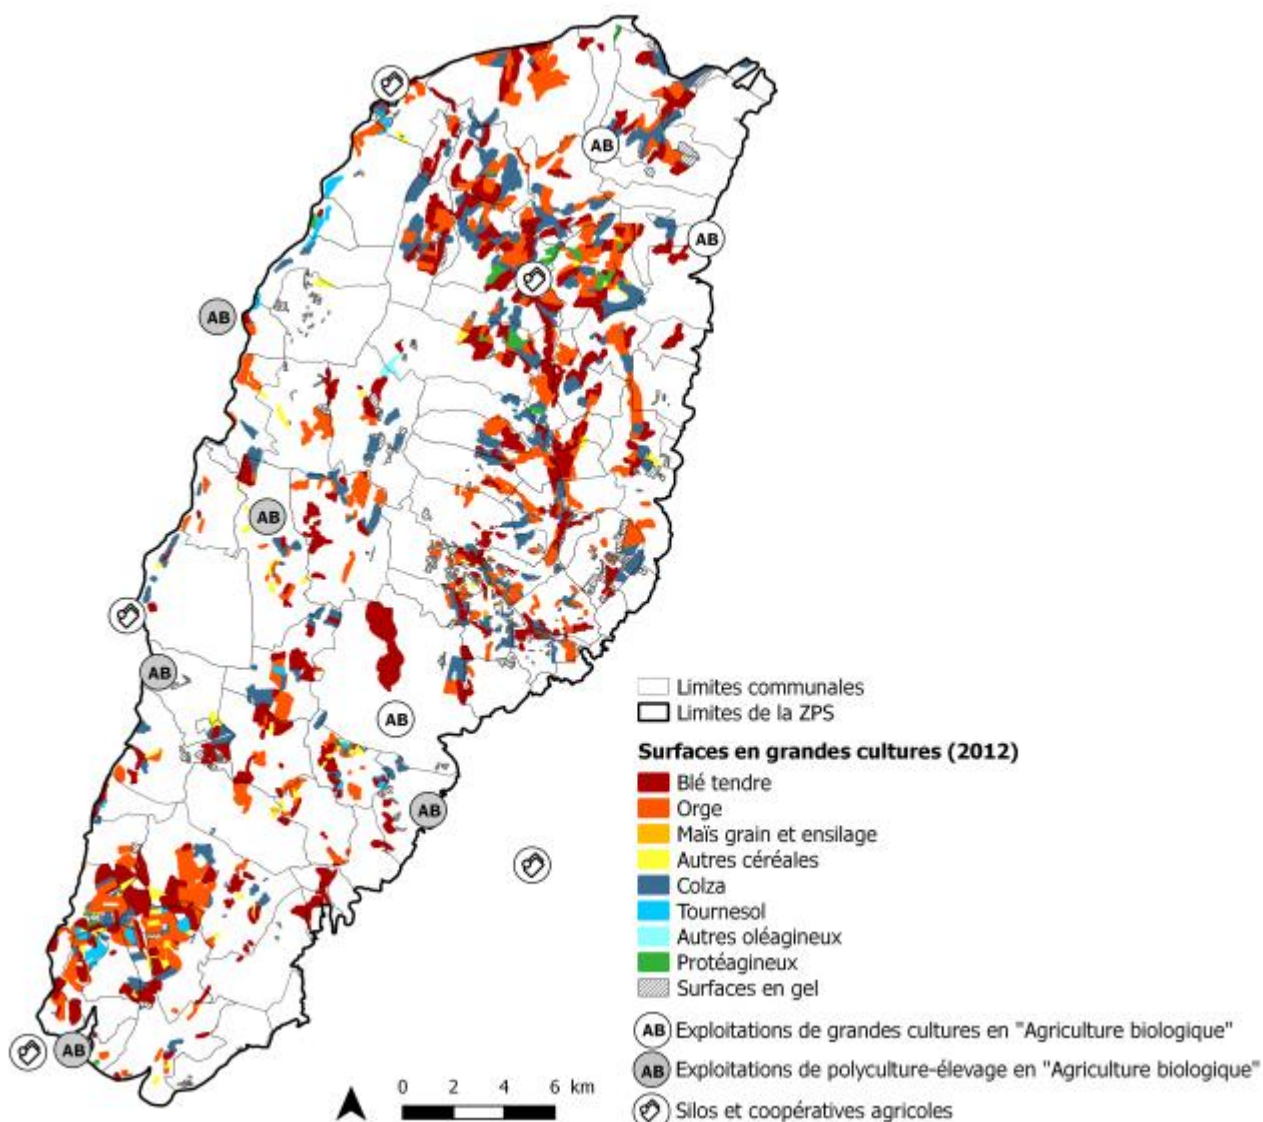 AB
AB
AB
AB
AB
AB
AB
AB
Limites communales
Limites de la ZPS
Surfaces en grandes cultures (2012)
Blé tendre
Orge
Maïs grain et ensilage
Autres céréales
Colza
Tournesol
Autres oléagineux
Protéagineux
Surfaces en gel
AB Exploitations de grandes cultures en "Agriculture biologique"
AB Exploitations de polyculture-élevage en "Agriculture biologique"
Silos et coopératives agricoles
0 2 4 6 km